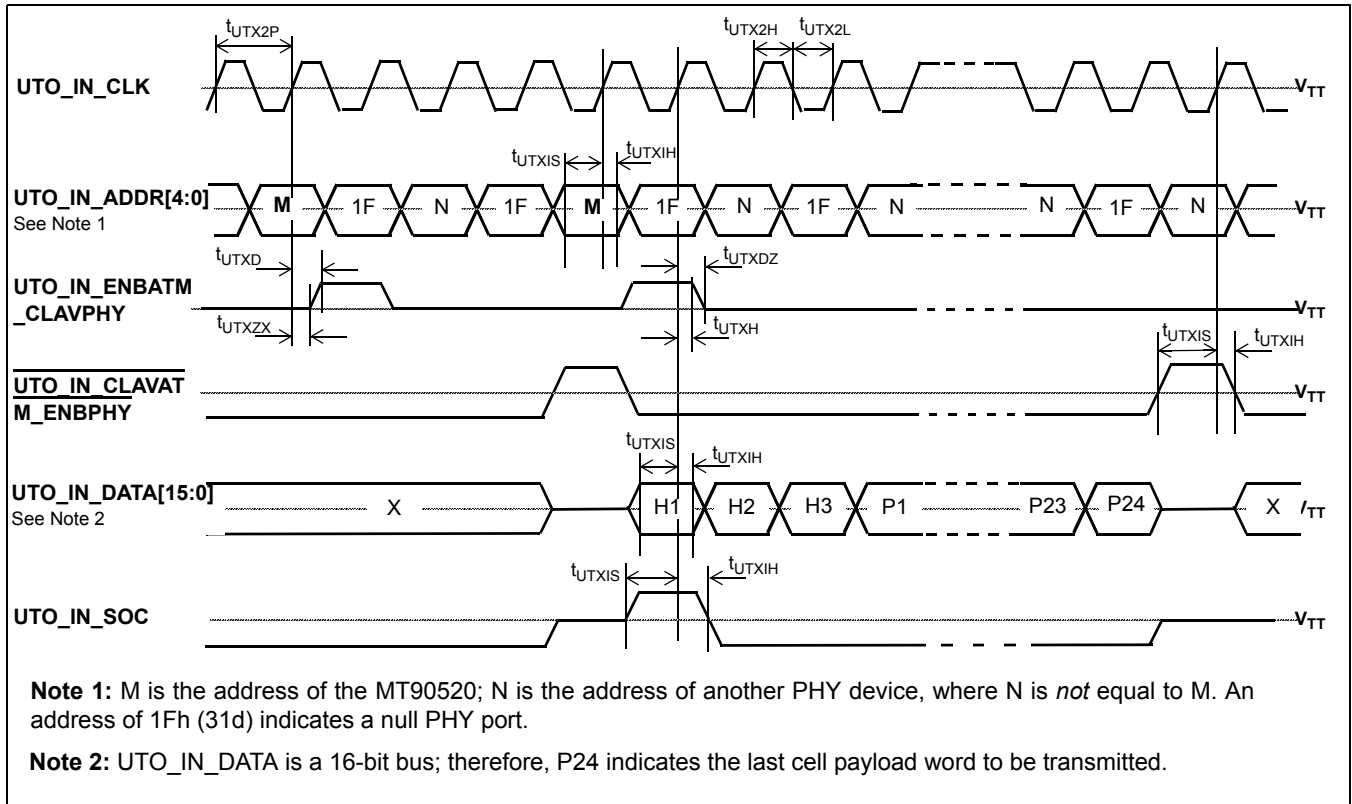 tUTX2P
tUTX2H tUTX2L
UTO_IN_CLK
VTT
tUTXIS tUTXIH
UTO_IN_ADDR[4:0]
See Note 1
M 1F N 1F M 1F N 1F N N 1F N
VTT
tUTXD
tUTXDZ
UTO_IN_ENBATM
_CLAVPHY
VTT
tUTXZX
tUTXH
tUTXIS tUTXIH
UTO_IN_CLAVAT
M_ENBPHY
VTT
tUTXIS tUTXIH
UTO_IN_DATA[15:0]
See Note 2
X H1 H2 H3 P1 P23 P24 X
VTT
tUTXIS tUTXIH
UTO_IN_SOC
VTT
Note 1: M is the address of the MT90520; N is the address of another PHY device, where N is not equal to M. An
address of 1Fh (31d) indicates a null PHY port.
Note 2: UTO_IN_DATA is a 16-bit bus; therefore, P24 indicates the last cell payload word to be transmitted.